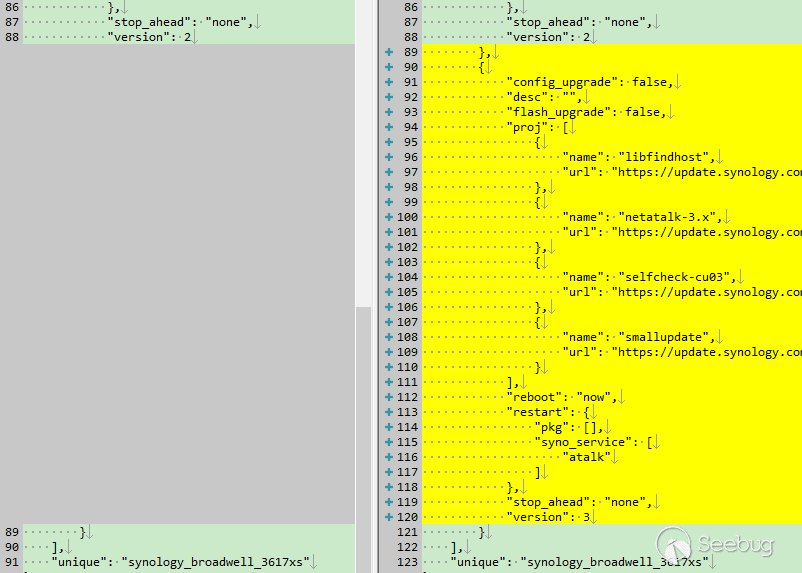 86 },
87 "stop_ahead": "none",
88 "version": 2
89 }
90 ],
91 "unique": "synology_broadwell_3617xs"
86 },
87 "stop_ahead": "none",
88 "version": 2
89 },
90 {
91 "config_upgrade": false,
92 "desc": "",
93 "flash_upgrade": false,
94 "proj": [
95 {
96 "name": "libfindhost",
97 "url": "https://update.synology.co
98 },
99 {
100 "name": "netatalk-3.x",
101 "url": "https://update.synology.co
102 },
103 {
104 "name": "selfcheck-cu03",
105 "url": "https://update.synology.co
106 },
107 {
108 "name": "smallupdate",
109 "url": "https://update.synology.co
110 }
111 ],
112 "reboot": "now",
113 "restart": {
114 "pkg": [],
115 "syno_service": [
116 "atalk"
117 ]
118 },
119 "stop_ahead": "none",
120 "version": 3
121 }
122 ],
123 "unique": "synology_broadwell_3617xs"
Seebug